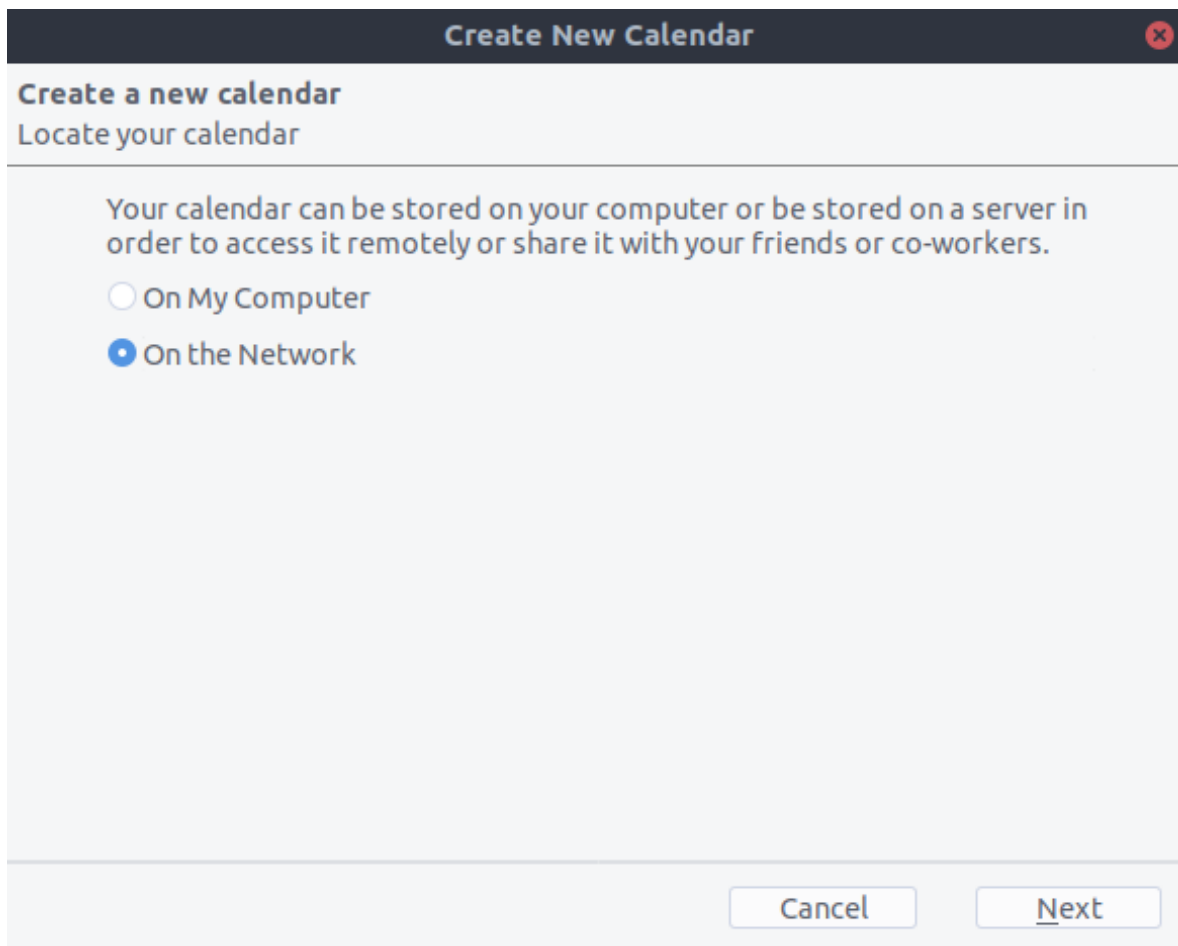 Create New Calendar
Create a new calendar
Locate your calendar
Your calendar can be stored on your computer or be stored on a server in
order to access it remotely or share it with your friends or co-workers.
On My Computer
On the Network
Cancel
Next